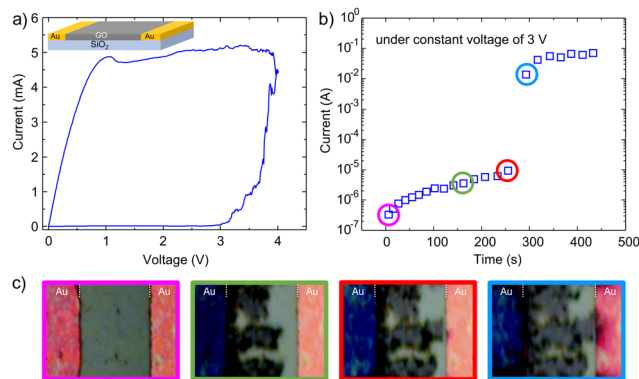 a)
Au
GO
Au
SiO₂
6
5
4
3
2
1
0
Current (mA)
0
1
2
3
4
5
Voltage (V)
b)
under constant voltage of 3 V
10⁰
10⁻¹
10⁻²
10⁻³
10⁻⁴
10⁻⁵
10⁻⁶
10⁻⁷
Current (A)
0
100
200
300
400
500
Time (s)
c)
Au Au
Au Au
Au Au
Au Au